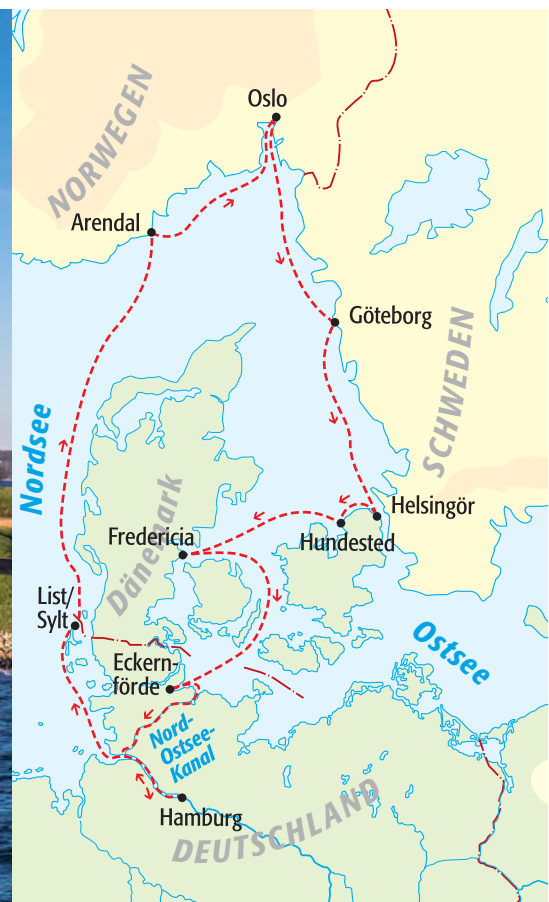 Oslo
NORWEGEN
Arendal
Göteborg
SCHWEDEN
Nordsee
Helsingör
Fredericia
Hundested
Dänemark
List/
Sylt
Ostsee
Eckern-
förde
Nord-
Ostsee-
Kanal
Hamburg
DEUTSCHLAND